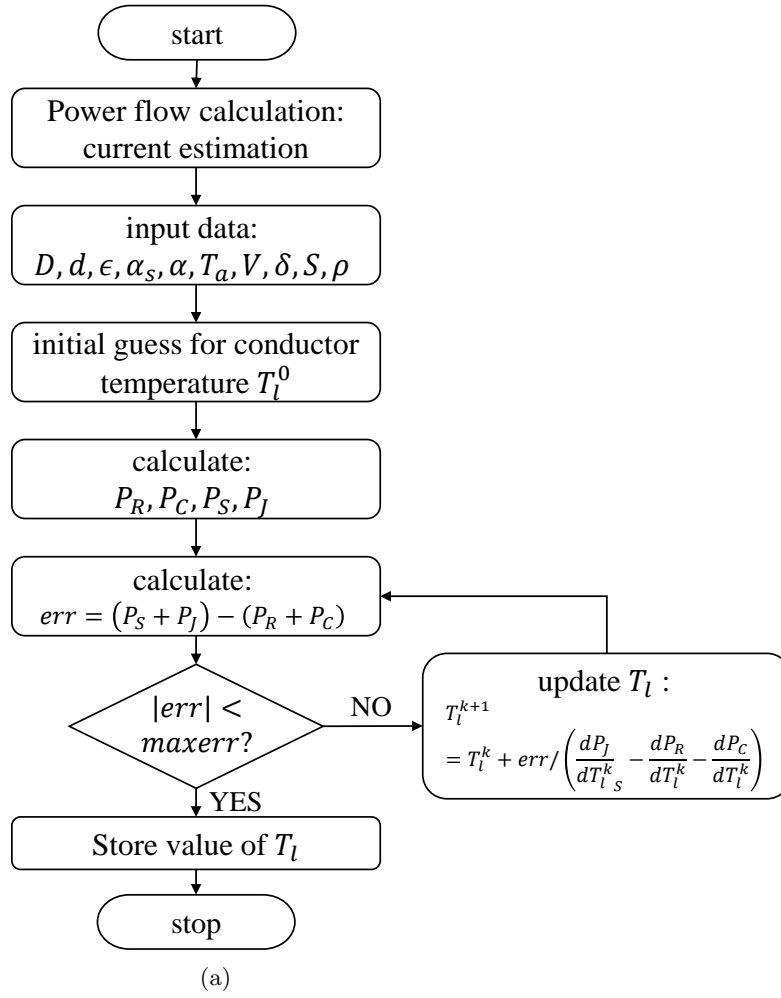 start
Power flow calculation:
current estimation
input data:
D, d, ϵ, α_s, α, T_a, V, δ, S, ρ
initial guess for conductor
temperature T_l^0
calculate:
P_R, P_C, P_S, P_J
calculate:
err = (P_S + P_J) − (P_R + P_C)
|err| <
maxerr?
NO
update T_l :
T_l^{k+1}
= T_l^k + err/(dP_J/dT_l^k_s − dP_R/dT_l^k − dP_C/dT_l^k)
YES
Store value of T_l
stop
(a)